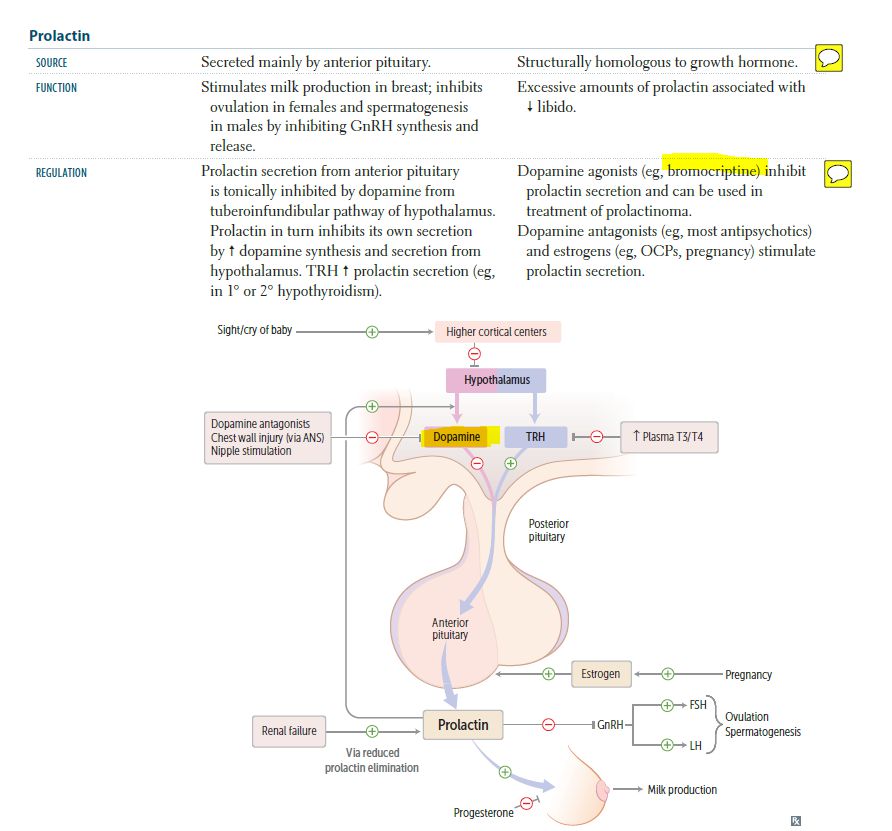 Prolactin
SOURCE
Secreted mainly by anterior pituitary.
Structurally homologous to growth hormone.
FUNCTION
Stimulates milk production in breast; inhibits
ovulation in females and spermatogenesis
in males by inhibiting GnRH synthesis and
release.
Excessive amounts of prolactin associated with
↓ libido.
REGULATION
Prolactin secretion from anterior pituitary
is tonically inhibited by dopamine from
tuberoinfundibular pathway of hypothalamus.
Prolactin in turn inhibits its own secretion
by ↑ dopamine synthesis and secretion from
hypothalamus. TRH ↑ prolactin secretion (eg,
in 1° or 2° hypothyroidism).
Dopamine agonists (eg, bromocriptine) inhibit
prolactin secretion and can be used in
treatment of prolactinoma.
Dopamine antagonists (eg, most antipsychotics)
and estrogens (eg, OCPs, pregnancy) stimulate
prolactin secretion.
Sight/cry of baby
Higher cortical centers
Hypothalamus
Dopamine antagonists
Chest wall injury (via ANS)
Nipple stimulation
Dopamine
TRH
↑ Plasma T3/T4
Posterior
pituitary
Anterior
pituitary
Estrogen
Pregnancy
Renal failure
Prolactin
GnRH
FSH
LH
Ovulation
Spermatogenesis
Via reduced
prolactin elimination
Milk production
Progesterone
Rx